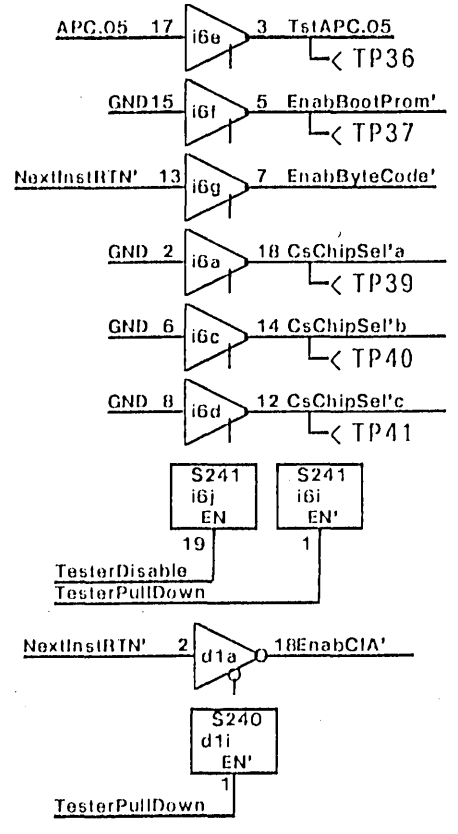 APC.05 17 i6e 3 TstAPC.05
TP36
GND 15 i6f 5 EnabBootProm'
TP37
NextInstRTN' 13 i6g 7 EnabByteCode'
GND 2 i6a 18 CsChipSel'a
TP39
GND 6 i6c 14 CsChipSel'b
TP40
GND 8 i6d 12 CsChipSel'c
TP41
S241 S241
i6j i6i
EN EN'
19 1
TesterDisable
TesterPullDown
NextInstRTN' 2 d1a 18EnabCIA'
S240
d1i
EN'
1
TesterPullDown